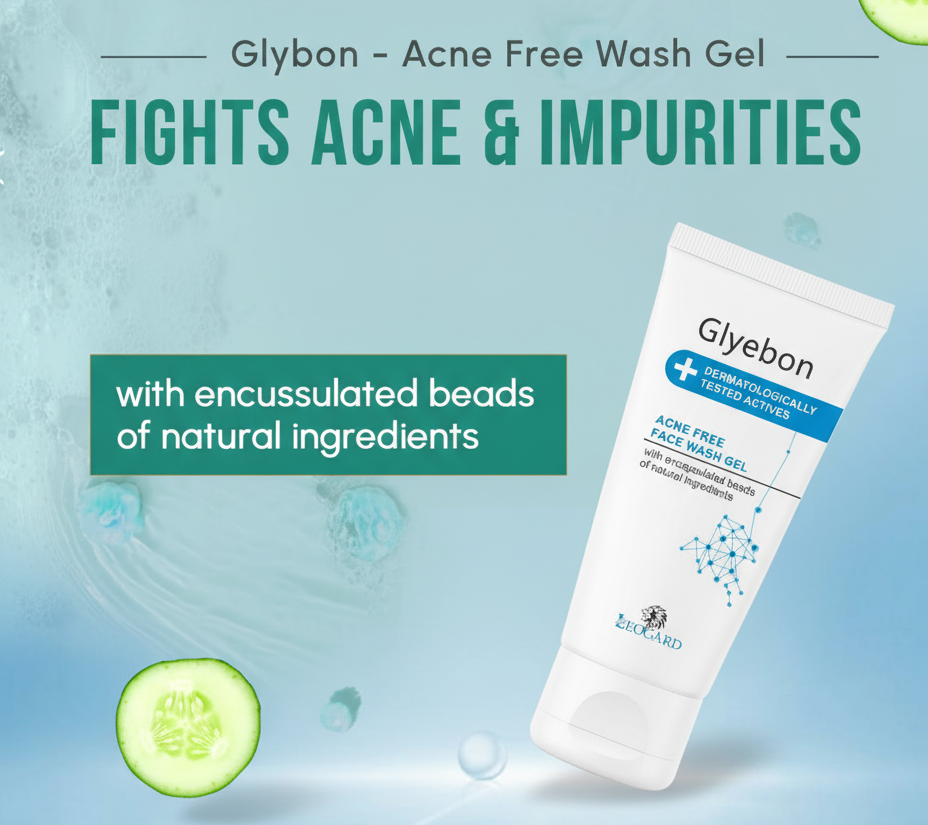 Glybon - Acne Free Wash Gel
FIGHTS ACNE & IMPURITIES
with encussulated beads
of natural ingredients
Glyebon
DERMATOLOGICALLY
TESTED ACTIVES
ACNE FREE
FACE WASH GEL
with encapsulated beads
of natural ingredients
LEOGARD